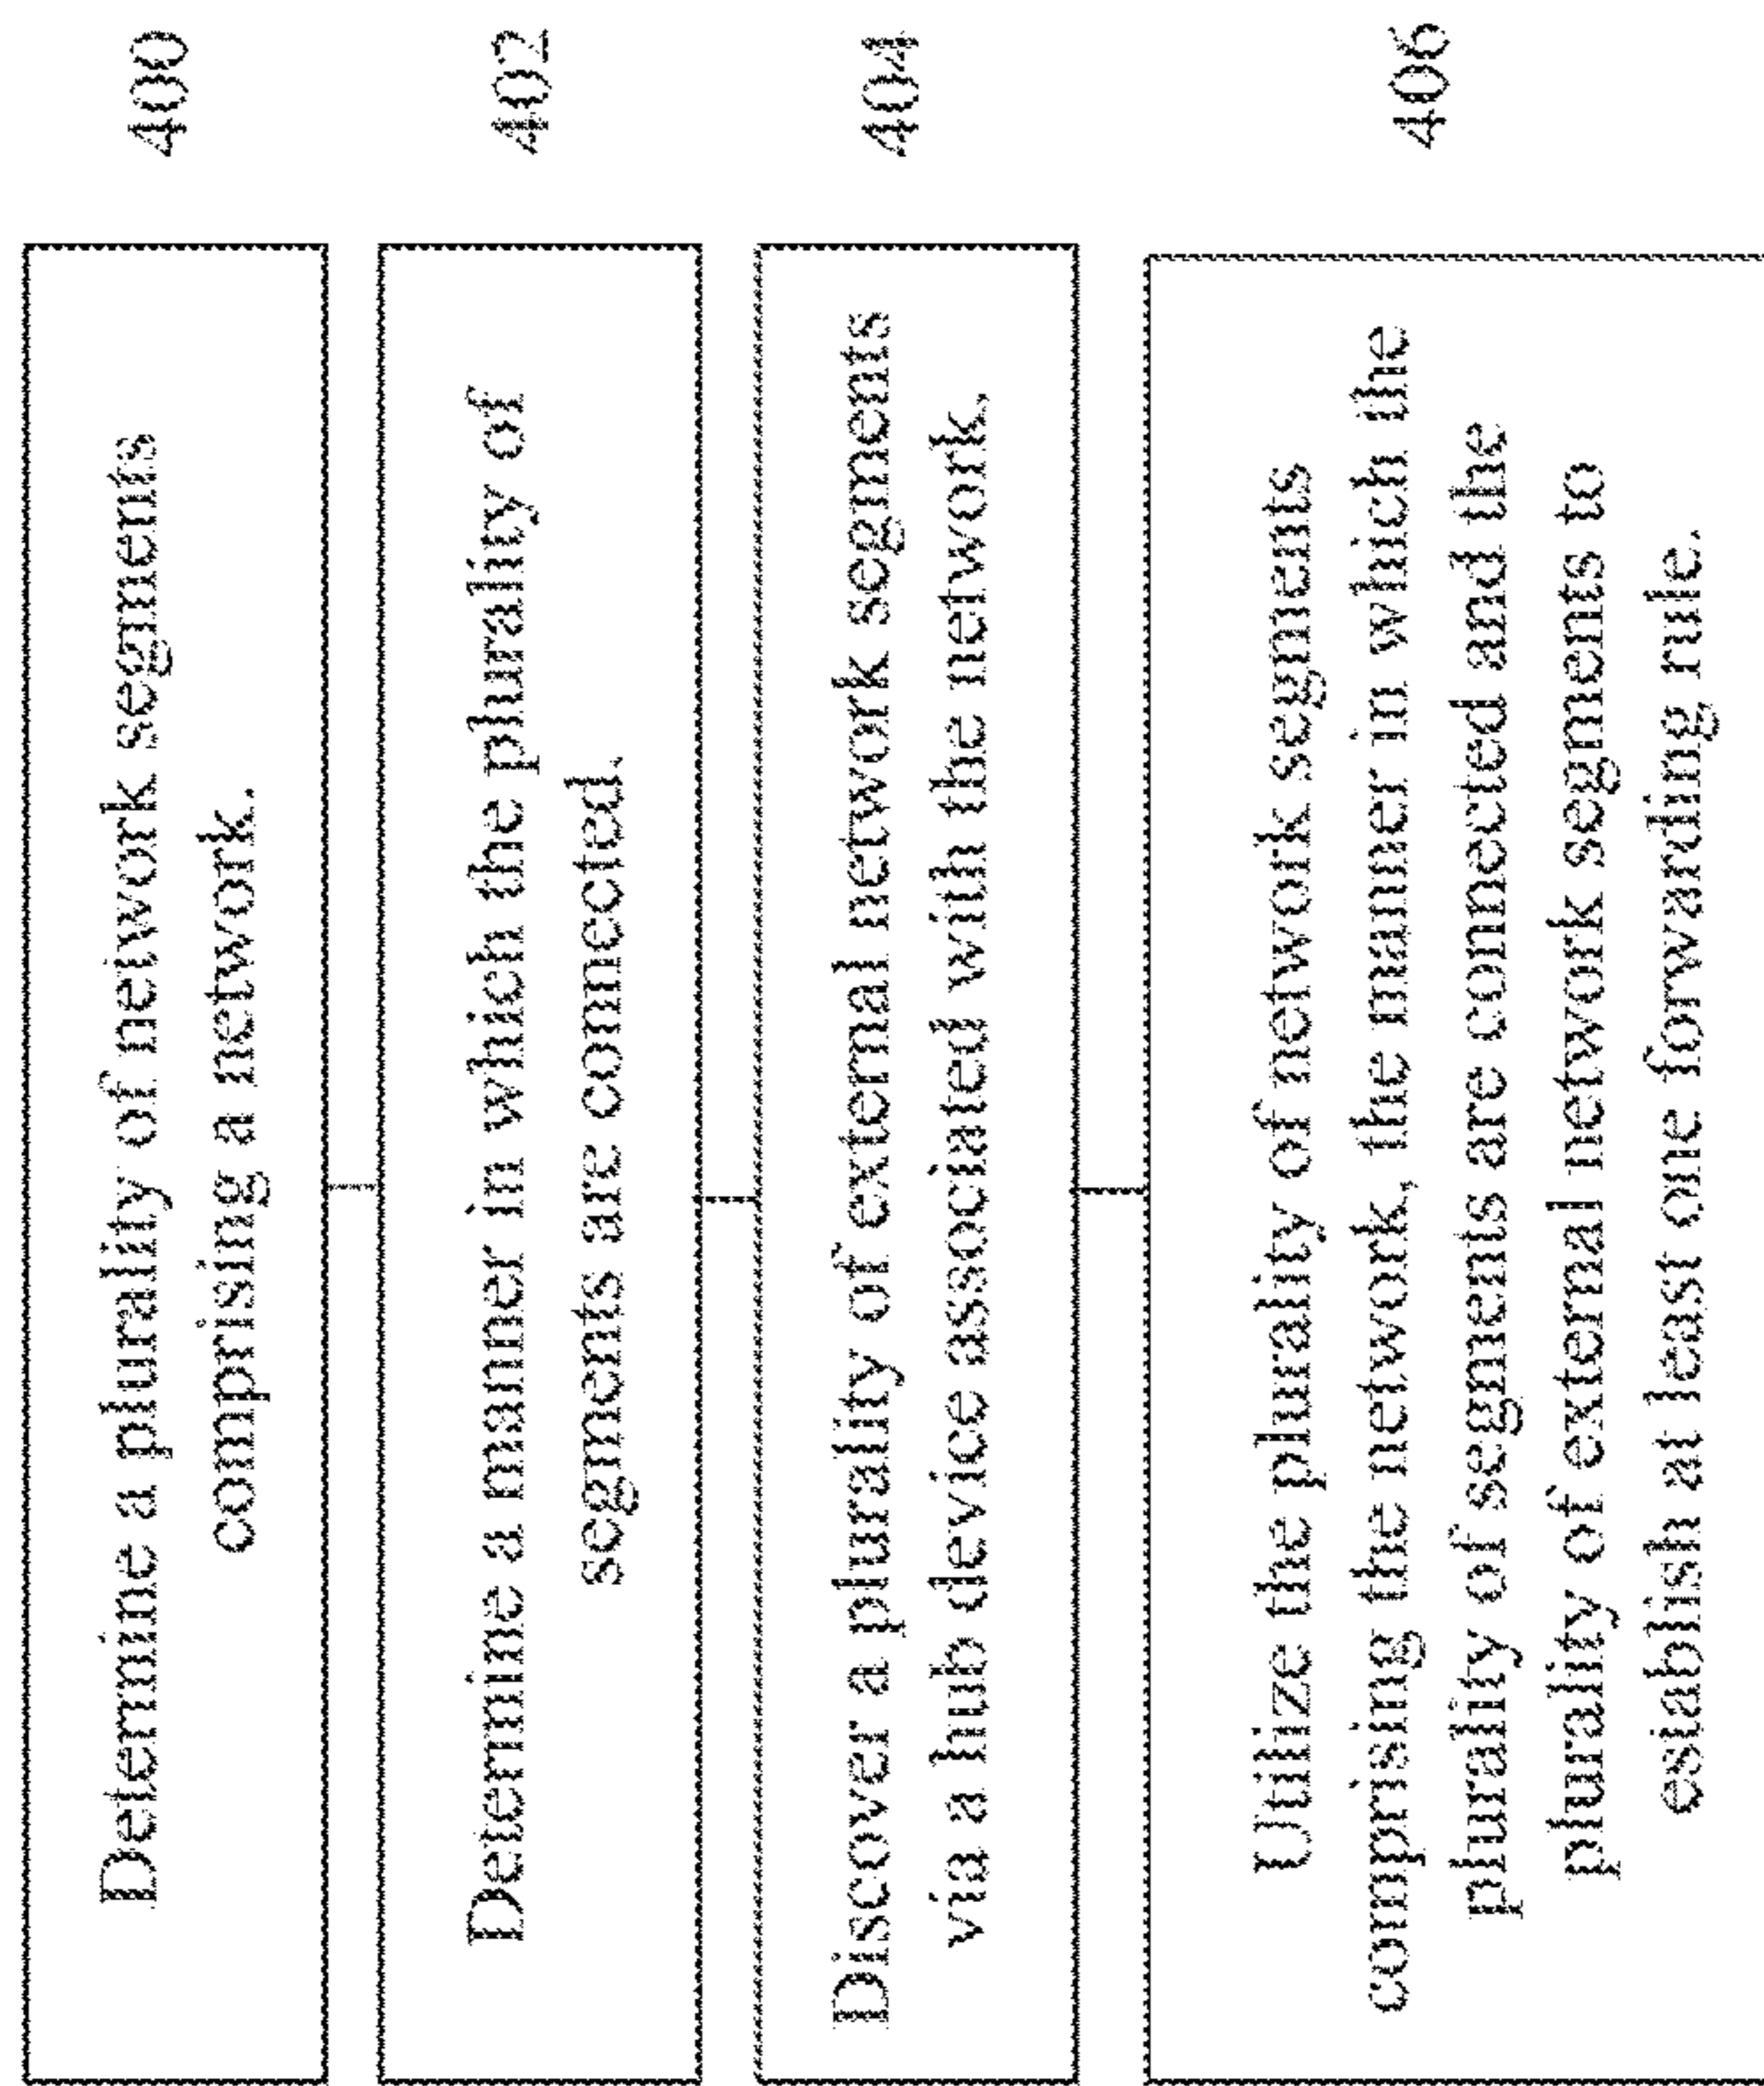 Determine a plurality of network segments
comprising a network.
400
Determine a manner in which the plurality of
segments are connected.
402
Discover a plurality of external network segments
via a hub device associated with the network.
404
Utilize the plurality of network segments
comprising the network, the manner in which the
plurality of segments are connected and the
plurality of external network segments to
establish at least one forwarding rule.
406